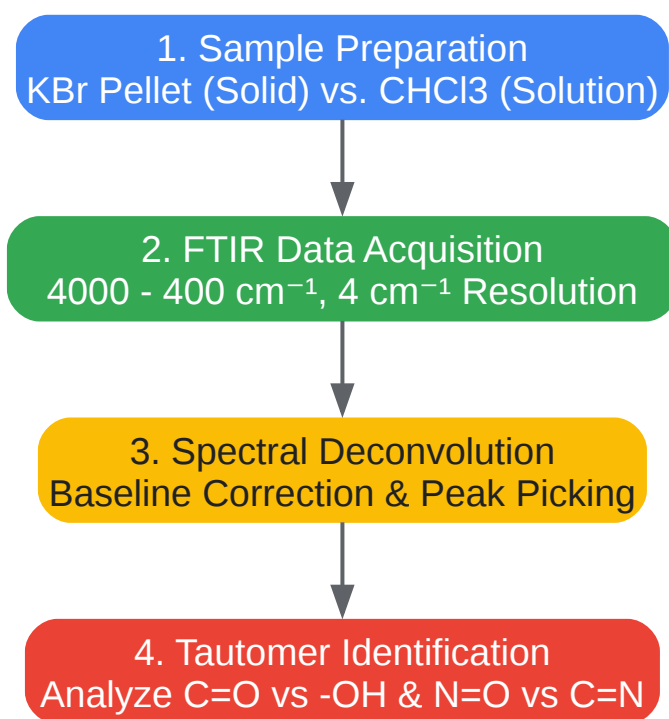 1. Sample Preparation
KBr Pellet (Solid) vs. CHCl3 (Solution)
2. FTIR Data Acquisition
4000 - 400 cm⁻¹, 4 cm⁻¹ Resolution
3. Spectral Deconvolution
Baseline Correction & Peak Picking
4. Tautomer Identification
Analyze C=O vs -OH & N=O vs C=N